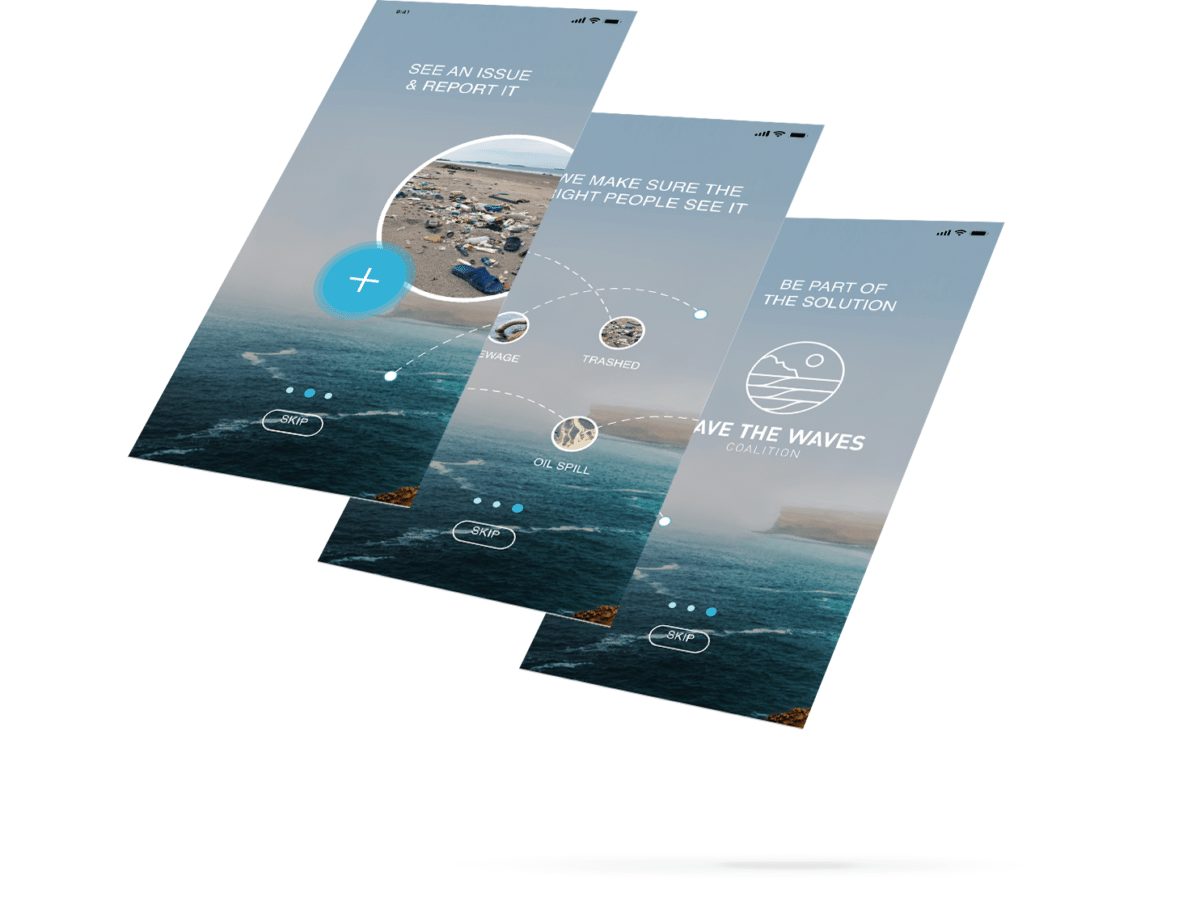 9:41
SEE AN ISSUE
& REPORT IT
SKIP
WE MAKE SURE THE
IGHT PEOPLE SEE IT
EWAGE
TRASHED
OIL SPILL
SKIP
BE PART OF
THE SOLUTION
AVE THE WAVES
COALITION
SKIP